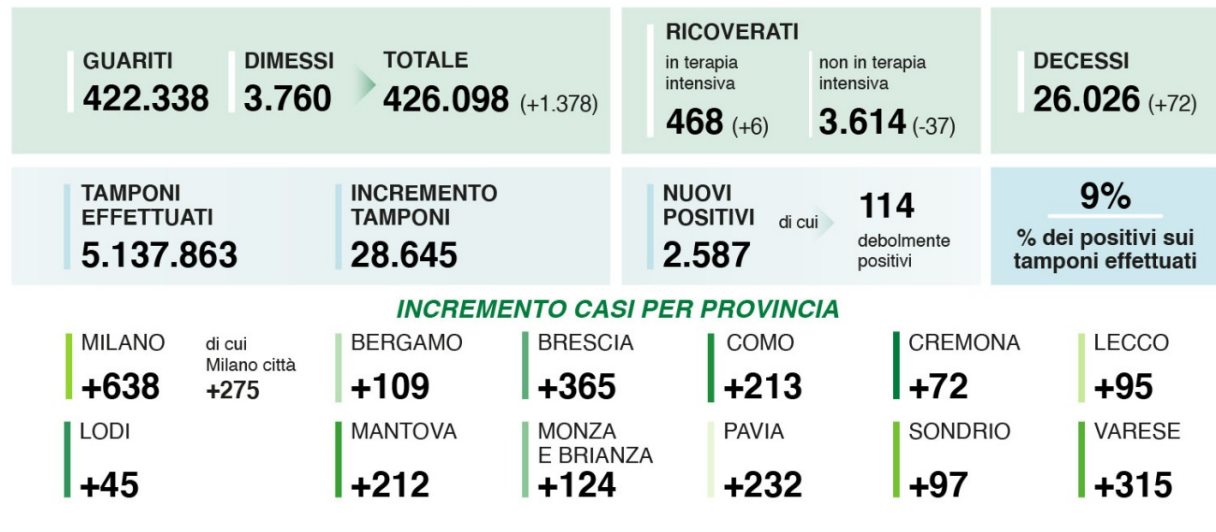 GUARITI
422.338
DIMESSI
3.760
TOTALE
426.098 (+1.378)
RICOVERATI
in terapia
intensiva
468 (+6)
non in terapia
intensiva
3.614 (-37)
DECESSI
26.026 (+72)
TAMPONI
EFFETTUATI
5.137.863
INCREMENTO
TAMPONI
28.645
NUOVI
POSITIVI
2.587
di cui
114
debolmente
positivi
9%
% dei positivi sui
tamponi effettuati
INCREMENTO CASI PER PROVINCIA
MILANO
+638
di cui
Milano città
+275
BERGAMO
+109
BRESCIA
+365
COMO
+213
CREMONA
+72
LECCO
+95
LODI
+45
MANTOVA
+212
MONZA
E BRIANZA
+124
PAVIA
+232
SONDRIO
+97
VARESE
+315